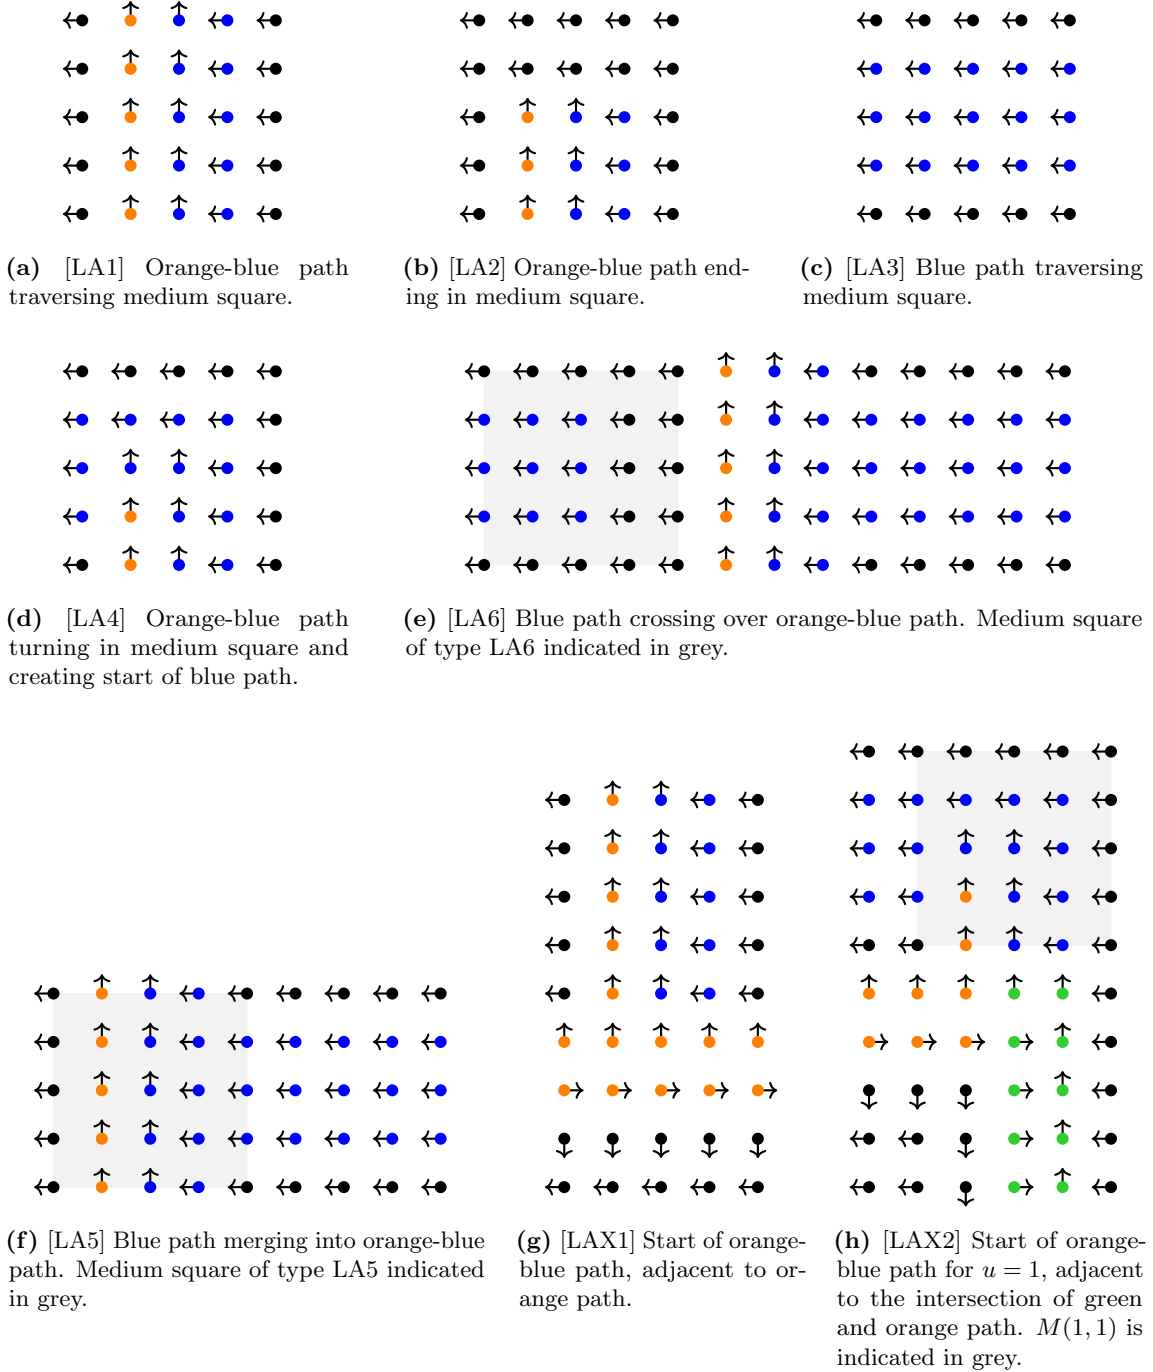 (a) [LA1] Orange-blue path
traversing medium square.
(b) [LA2] Orange-blue path end-
ing in medium square.
(c) [LA3] Blue path traversing
medium square.
(d) [LA4] Orange-blue path
turning in medium square and
creating start of blue path.
(e) [LA6] Blue path crossing over orange-blue path. Medium square
of type LA6 indicated in grey.
(f) [LA5] Blue path merging into orange-blue
path. Medium square of type LA5 indicated
in grey.
(g) [LAX1] Start of orange-
blue path, adjacent to or-
ange path.
(h) [LAX2] Start of orange-
blue path for u = 1, adjacent
to the intersection of green
and orange path. M(1, 1) is
indicated in grey.